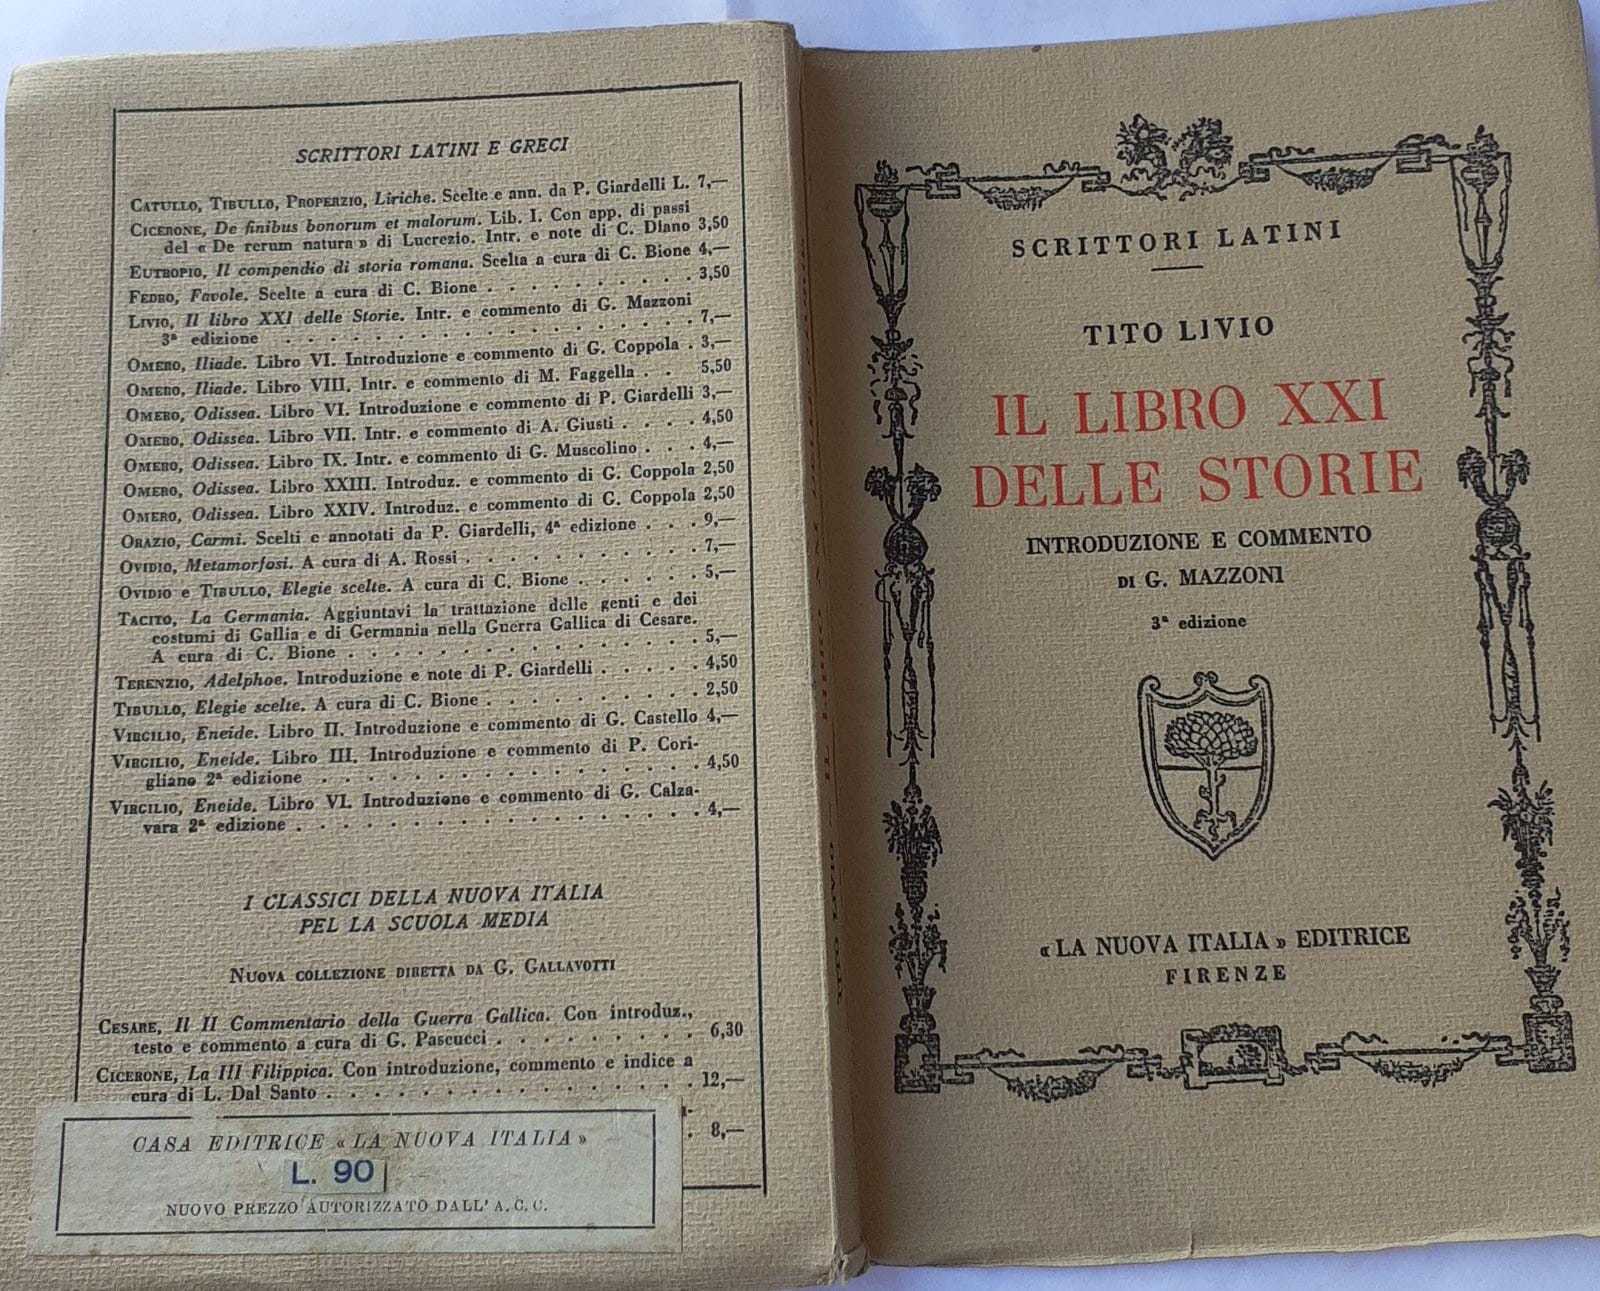 SCRITTORI LATINI E GRECI
CATULLO, TIBULLO, PROPERZIO, Liriche. Scelte e ann. da P. Giardelli L. 7,—
CICERONE, De finibus bonorum et malorum. Lib. I. Con app. di passi
del « De rerum natura » di Lucrezio. Intr. e note di C. Diano 3,50
EUTROPIO, Il compendio di storia romana. Scelta a cura di C. Bione 4,—
FEDRO, Favole. Scelte a cura di C. Bione . . . . . . . . . . 3,50
LIVIO, Il libro XXI delle Storie. Intr. e commento di G. Mazzoni
3ª edizione . . . . . . . . . . . . . . . . . . 7,—
OMERO, Iliade. Libro VI. Introduzione e commento di G. Coppola . 3,—
OMERO, Iliade. Libro VIII. Intr. e commento di M. Faggella . . 5,50
OMERO, Odissea. Libro VI. Introduzione e commento di P. Giardelli 3,—
OMERO, Odissea. Libro VII. Intr. e commento di A. Giusti . . . . 4,50
OMERO, Odissea. Libro IX. Intr. e commento di G. Muscolino . . . 4,—
OMERO, Odissea. Libro XXIII. Introduz. e commento di G. Coppola 2,50
OMERO, Odissea. Libro XXIV. Introduz. e commento di G. Coppola 2,50
ORAZIO, Carmi. Scelti e annotati da P. Giardelli, 4ª edizione . . . 9,—
OVIDIO, Metamorfosi. A cura di A. Rossi . . . . . . . . . . 7,—
OVIDIO e TIBULLO, Elegie scelte. A cura di C. Bione . . . . . . 5,—
TACITO, La Germania. Aggiuntavi la trattazione delle genti e dei
costumi di Gallia e di Germania nella Guerra Gallica di Cesare.
A cura di C. Bione . . . . . . . . . . . . . . . 5,—
TERENZIO, Adelphoe. Introduzione e note di P. Giardelli . . . . . 4,50
TIBULLO, Elegie scelte. A cura di C. Bione . . . . . . . . . 2,50
VIRGILIO, Eneide. Libro II. Introduzione e commento di G. Castello 4,—
VIRGILIO, Eneide. Libro III. Introduzione e commento di P. Cori-
gliano 2ª edizione . . . . . . . . . . . . . . . 4,50
VIRGILIO, Eneide. Libro VI. Introduzione e commento di G. Calza-
vara 2ª edizione . . . . . . . . . . . . . . . . 4,—
I CLASSICI DELLA NUOVA ITALIA
PEL LA SCUOLA MEDIA
NUOVA COLLEZIONE DIRETTA DA G. GALLAVOTTI
CESARE, Il II Commentario della Guerra Gallica. Con introduz.,
testo e commento a cura di G. Pascucci . . . . . . . . . 6,30
CICERONE, La III Filippica. Con introduzione, commento e indice a
cura di L. Dal Santo . . . . . . . . . . . . . . . 12,—
. 8,—
CASA EDITRICE « LA NUOVA ITALIA »
L. 90
NUOVO PREZZO AUTORIZZATO DALL' A. C. C.
SCRITTORI LATINI
TITO LIVIO
IL LIBRO XXI
DELLE STORIE
INTRODUZIONE E COMMENTO
DI G. MAZZONI
3ª edizione
« LA NUOVA ITALIA » EDITRICE
FIRENZE